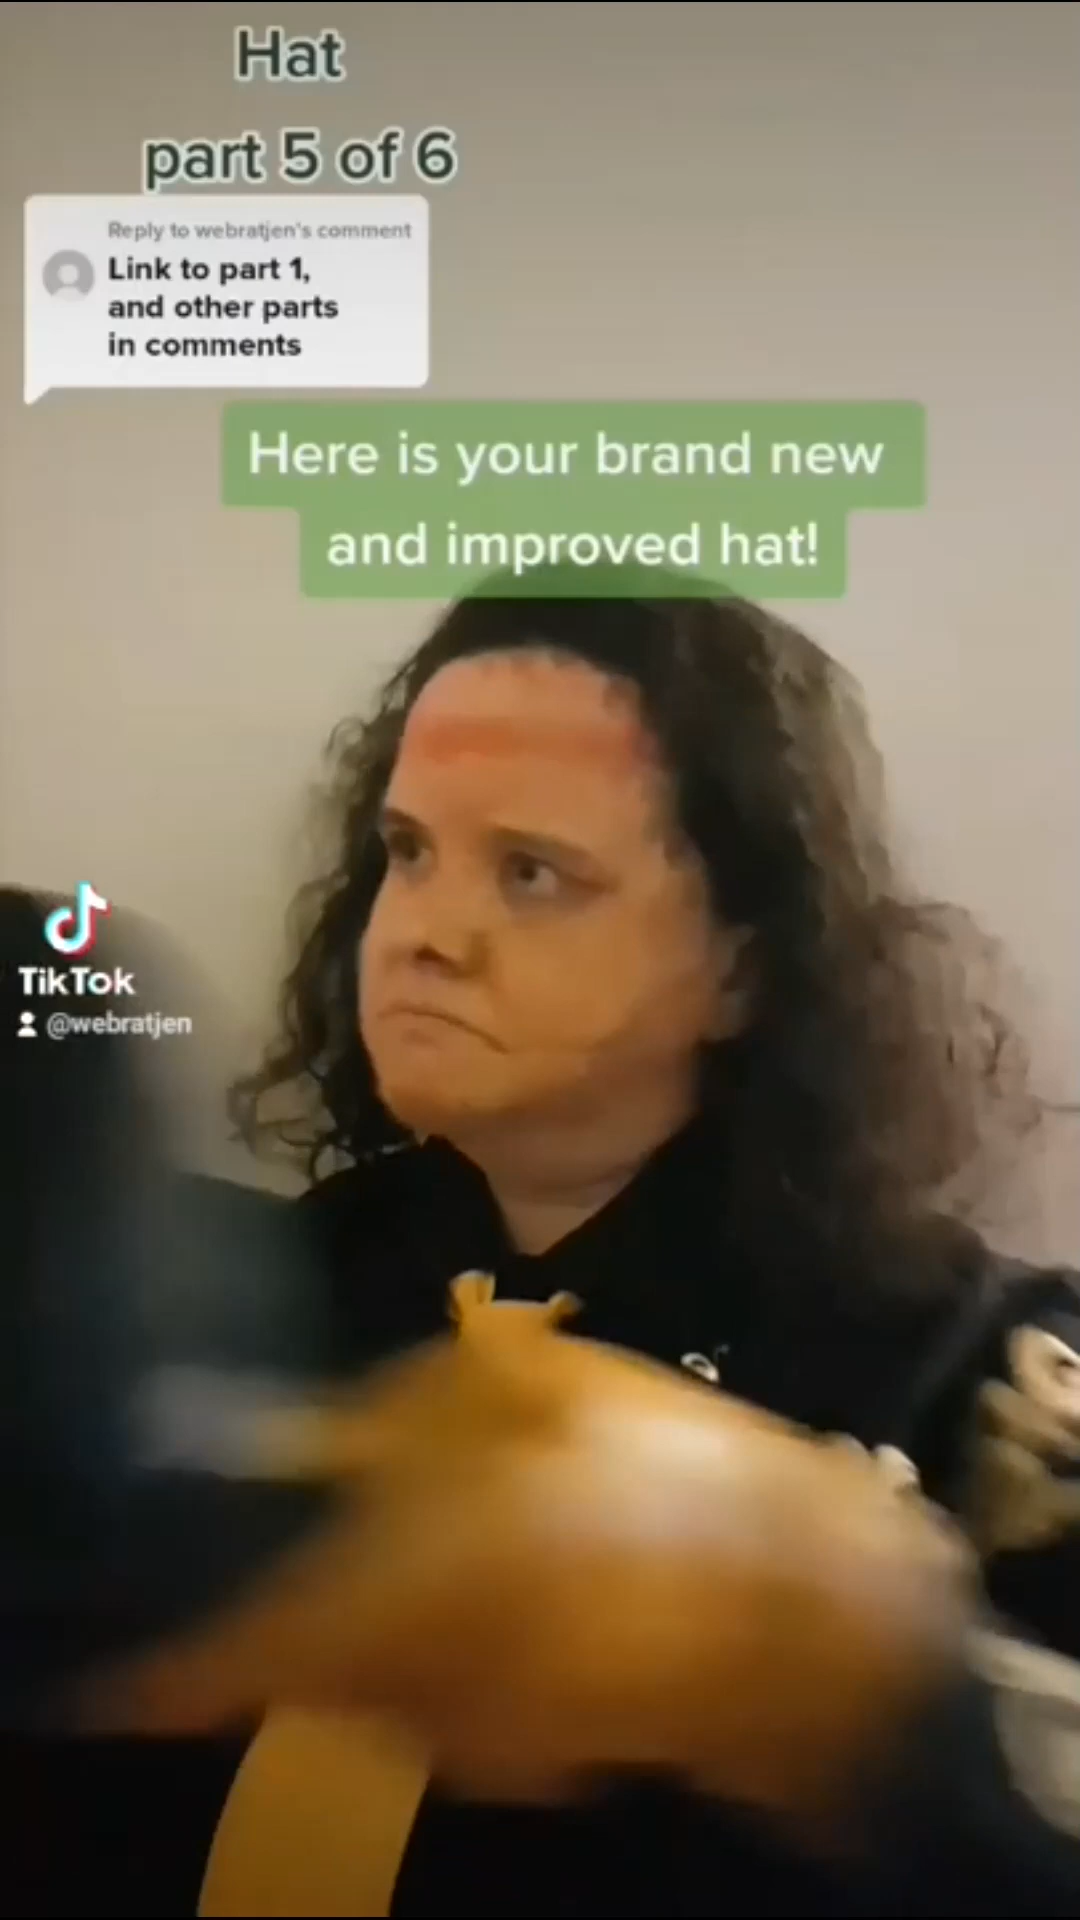 Hat
part 5 of 6
Reply to webratjen's comment
Link to part 1,
and other parts
in comments
Here is your brand new
and improved hat!
TikTok
@webratjen